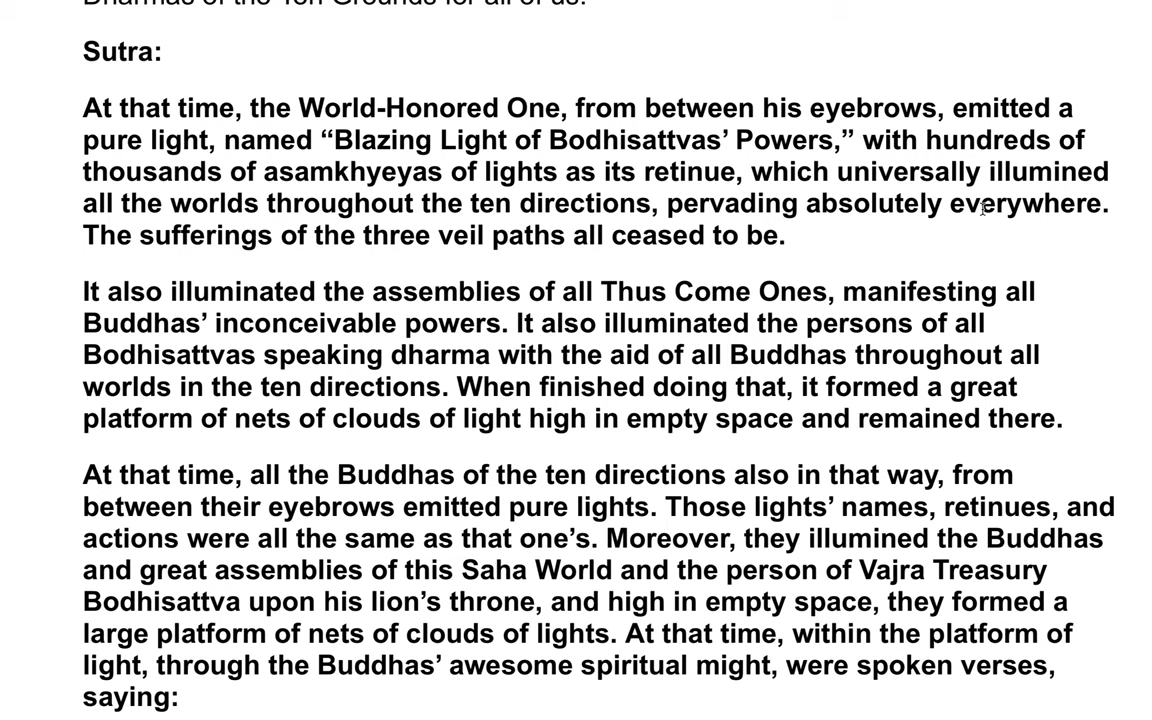 Dharmas of the Ten Grounds for all of us.
Sutra:
At that time, the World-Honored One, from between his eyebrows, emitted a
pure light, named “Blazing Light of Bodhisattvas’ Powers,” with hundreds of
thousands of asamkhyeyas of lights as its retinue, which universally illumined
all the worlds throughout the ten directions, pervading absolutely everywhere.
The sufferings of the three veil paths all ceased to be.
It also illuminated the assemblies of all Thus Come Ones, manifesting all
Buddhas’ inconceivable powers. It also illuminated the persons of all
Bodhisattvas speaking dharma with the aid of all Buddhas throughout all
worlds in the ten directions. When finished doing that, it formed a great
platform of nets of clouds of light high in empty space and remained there.
At that time, all the Buddhas of the ten directions also in that way, from
between their eyebrows emitted pure lights. Those lights’ names, retinues, and
actions were all the same as that one’s. Moreover, they illumined the Buddhas
and great assemblies of this Saha World and the person of Vajra Treasury
Bodhisattva upon his lion’s throne, and high in empty space, they formed a
large platform of nets of clouds of lights. At that time, within the platform of
light, through the Buddhas’ awesome spiritual might, were spoken verses,
saying: